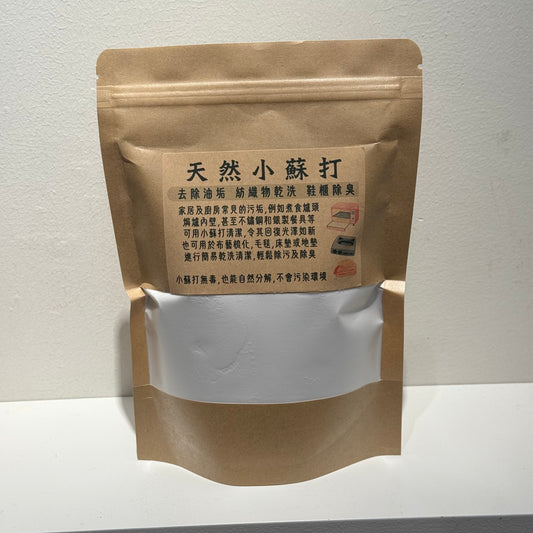 天然小蘇打
去除油垢 紡織物乾洗 鞋櫃除臭
家居及廚房常見的污垢,例如煮食爐頭
焗爐內壁,甚至不鏽鋼和銀製餐具等
可用小蘇打清潔,令其回復光澤如新
也可用於布藝梳化,毛毯,床墊或地墊
進行簡易乾洗清潔,輕鬆除污及除臭
小蘇打無毒,也能自然分解,不會污染環境